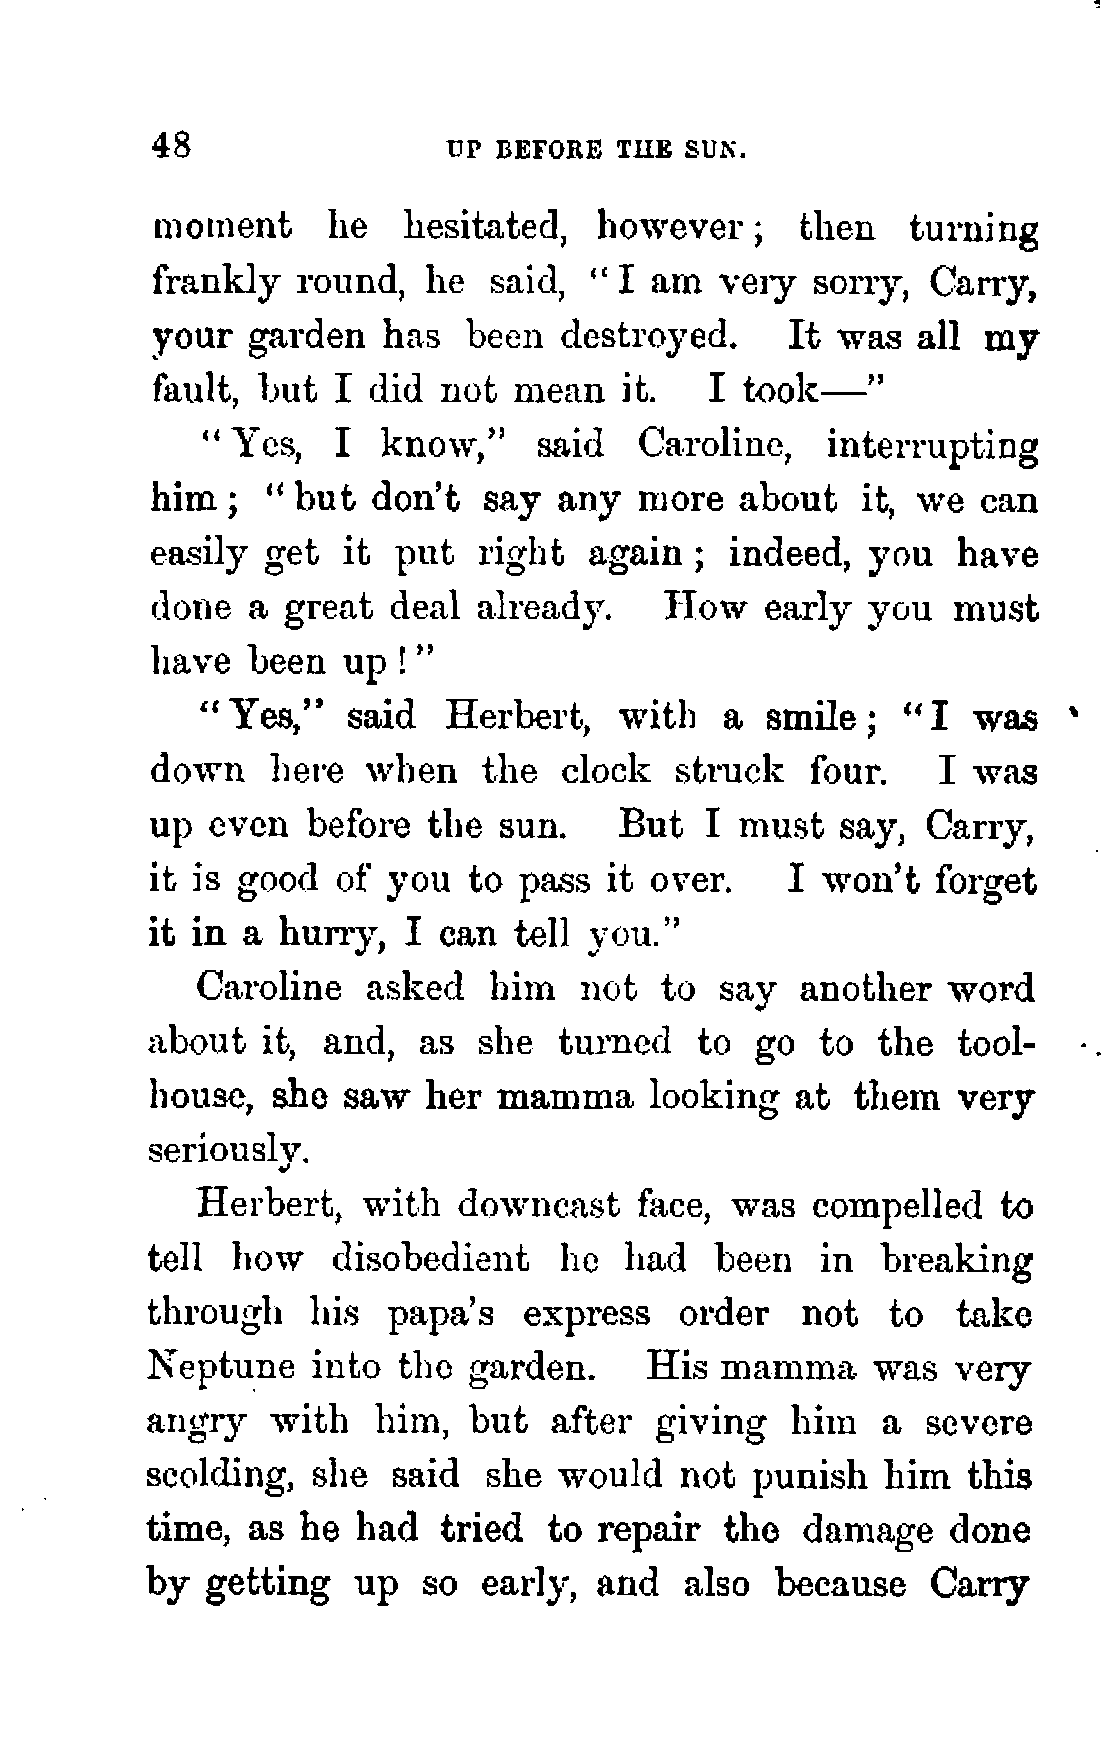 48 UP BEFORE THE SUN.
moment he hesitated, however; then turning
frankly round, he said, "I am very sorry, Carry,
your garden has been destroyed. It was all my
fault, but I did not mean it. I took—"
"Yes, I know," said Caroline, interrupting
him; "but don't say any more about it, we can
easily get it put right again; indeed, you have
done a great deal already. How early you must
have been up!"
"Yes," said Herbert, with a smile; "I was
down here when the clock struck four. I was
up even before the sun. But I must say, Carry,
it is good of you to pass it over. I won't forget
it in a hurry, I can tell you."
Caroline asked him not to say another word
about it, and, as she turned to go to the tool-
house, she saw her mamma looking at them very
seriously.
Herbert, with downcast face, was compelled to
tell how disobedient he had been in breaking
through his papa's express order not to take
Neptune into the garden. His mamma was very
angry with him, but after giving him a severe
scolding, she said she would not punish him this
time, as he had tried to repair the damage done
by getting up so early, and also because Carry